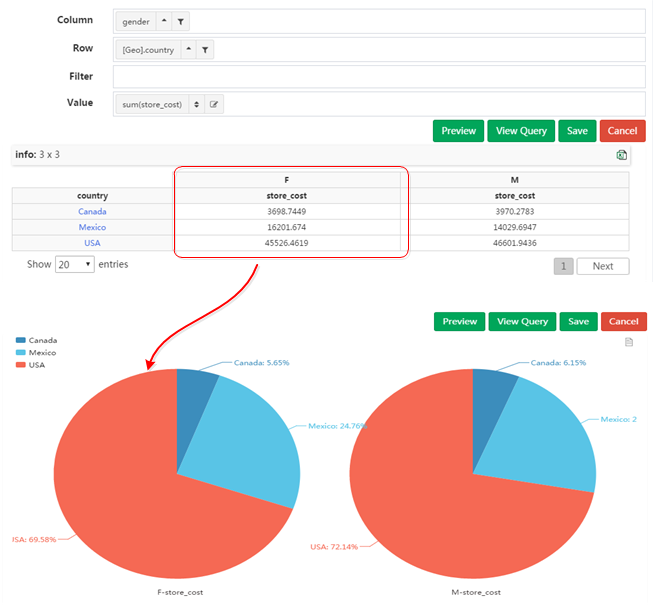 Column gender
Row [Geo].country
Filter
Value sum(store_cost)
Preview View Query Save Cancel
info: 3 x 3
F M
country store_cost store_cost
Canada 3698.7449 3970.2783
Mexico 16201.674 14029.6947
USA 45526.4619 46601.9436
Show 20 entries 1 Next
Preview View Query Save Cancel
Canada
Mexico
USA
Canada: 5.65% Canada: 6.15%
Mexico: 24.76% Mexico: 2
USA: 69.58% USA: 72.14%
F-store_cost M-store_cost